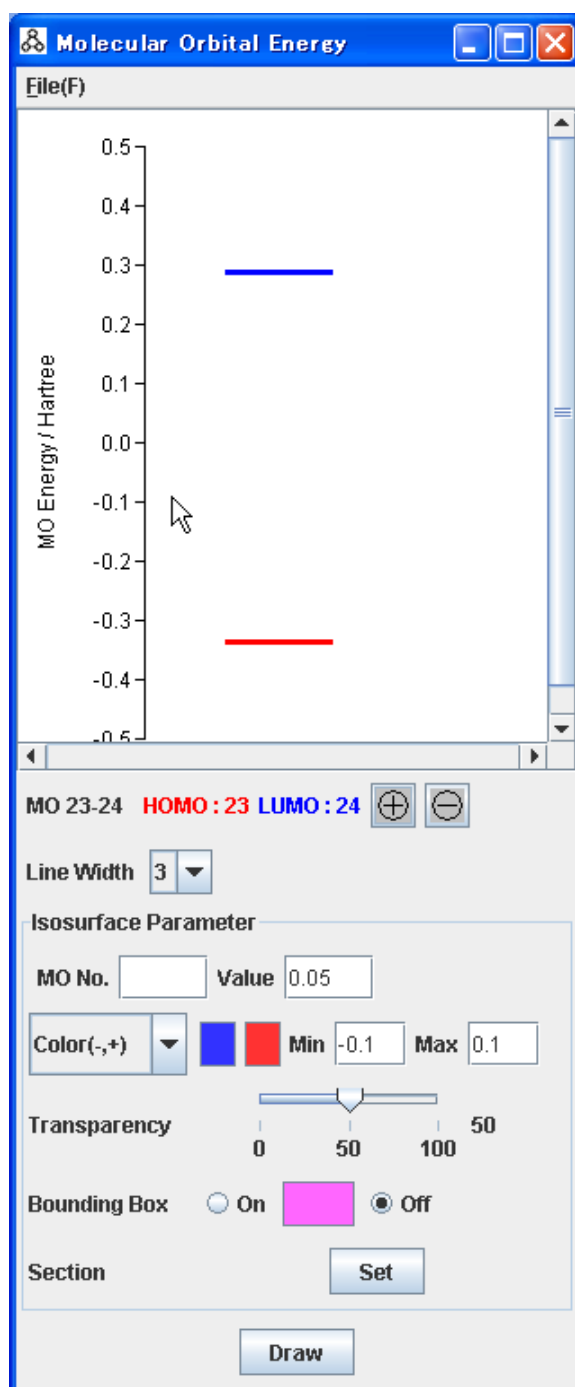 Molecular Orbital Energy
File(F)
0.5
0.4
0.3
0.2
0.1
0.0
-0.1
-0.2
-0.3
-0.4
-0.5
MO Energy / Hartree
MO 23-24 HOMO : 23 LUMO : 24
Line Width 3
Isosurface Parameter
MO No. Value 0.05
Color(-,+) Min -0.1 Max 0.1
Transparency 50
0 50 100
Bounding Box On Off
Section Set
Draw